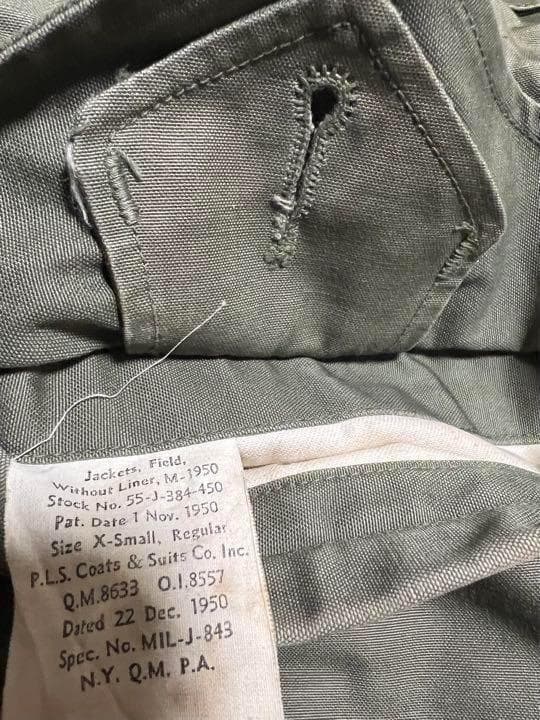 Jackets, Field,
Without Liner, M-1950
Stock No. 55-J-384-450
Pat. Date 1 Nov. 1950
Size X-Small, Regular
P.L.S. Coats & Suits Co. Inc.
Q.M.8633 O.I.8557
Dated 22 Dec. 1950
Spec. No. MIL-J-843
N.Y. Q.M. P.A.